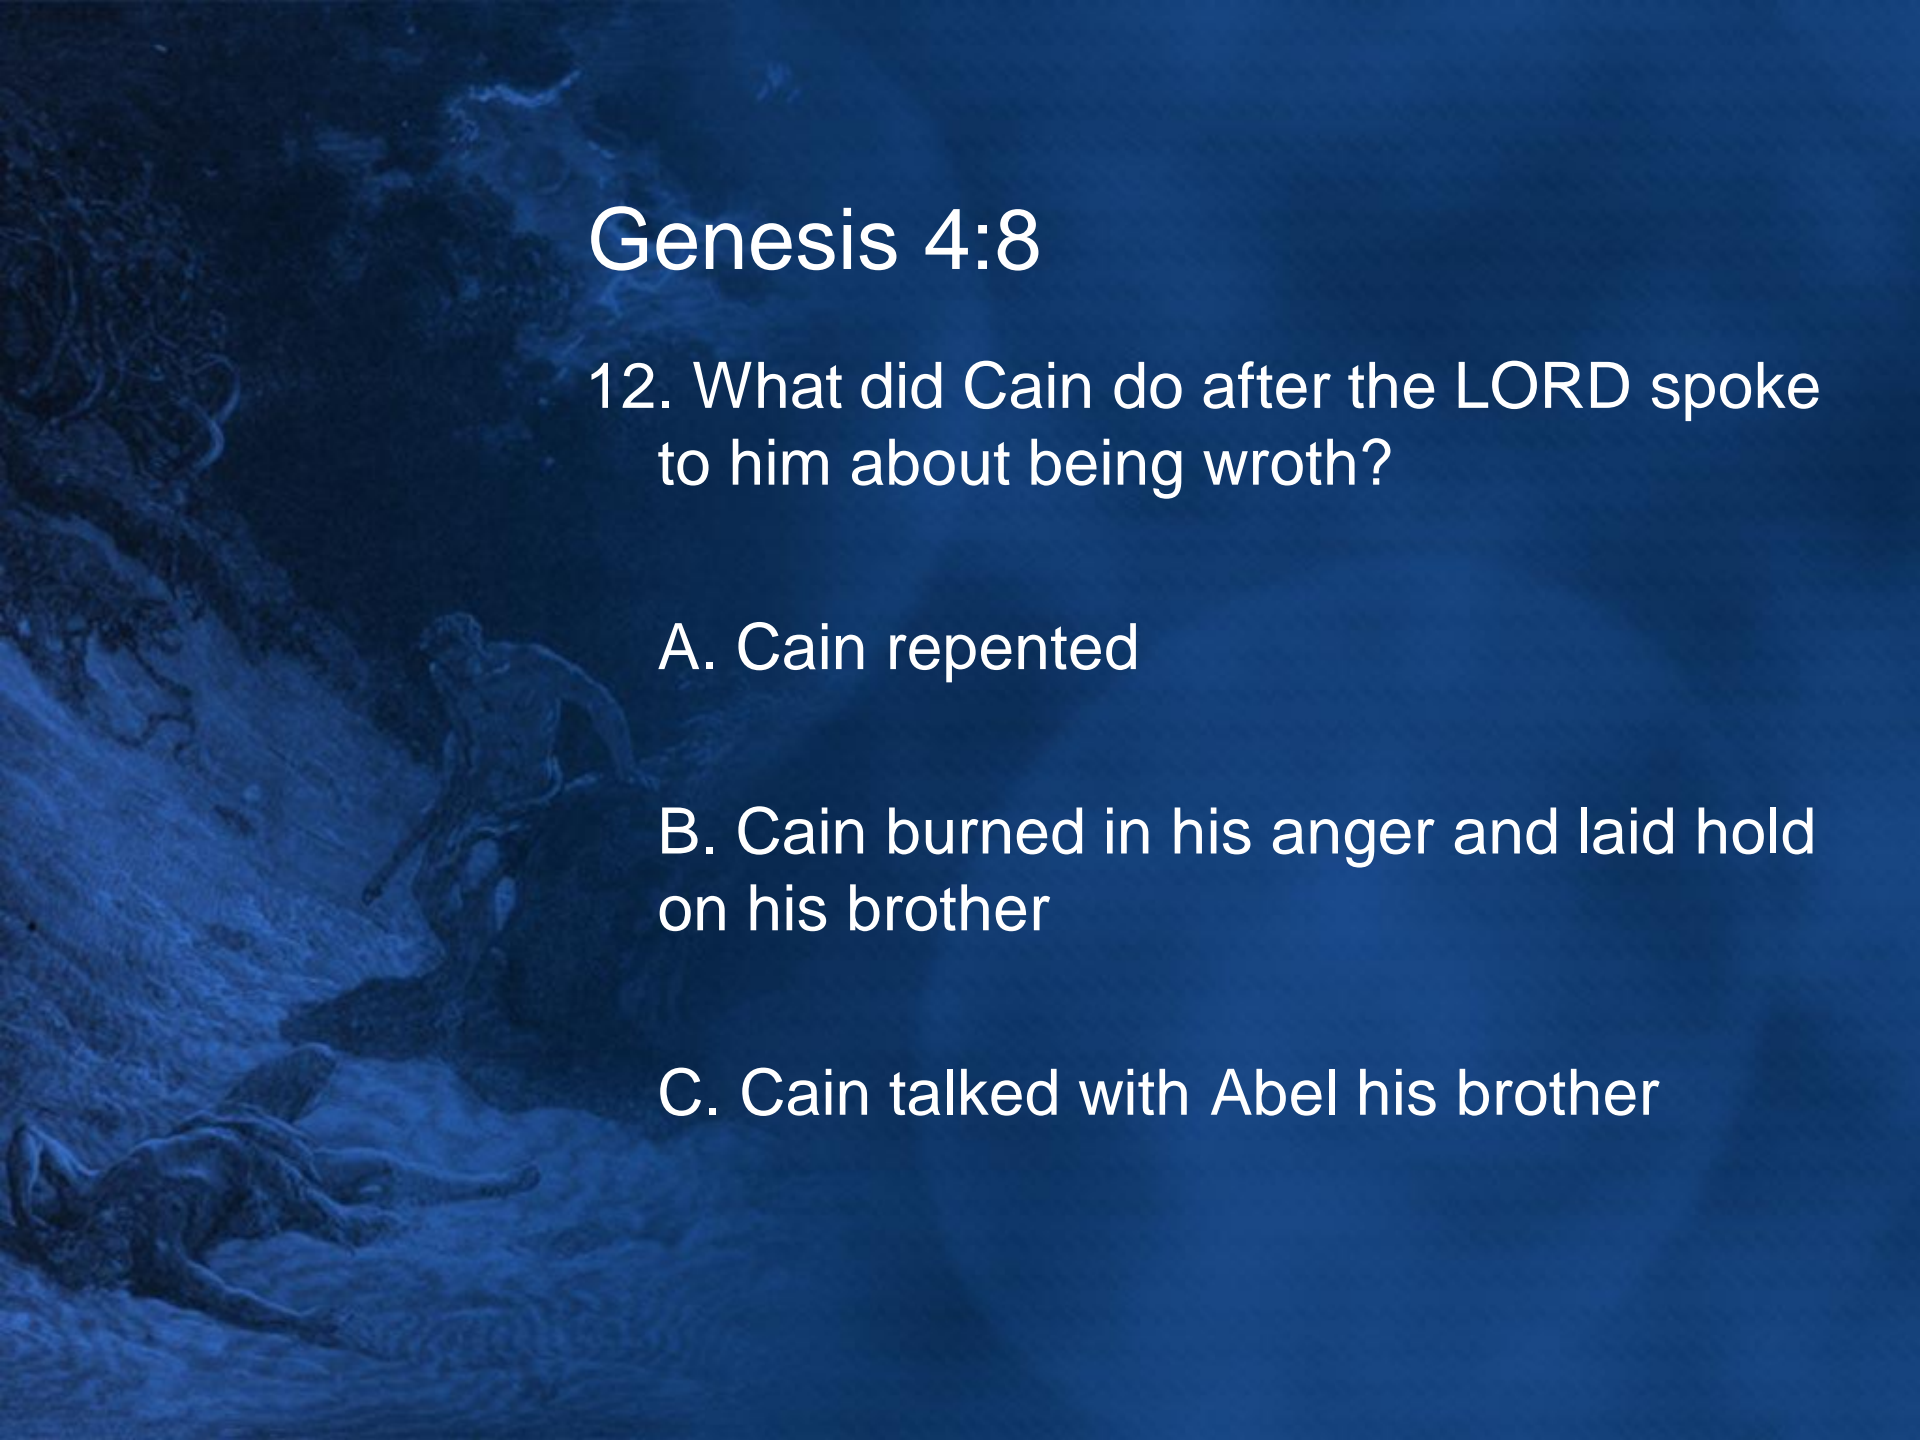 Genesis 4:8
12. What did Cain do after the LORD spoke
to him about being wroth?
A. Cain repented
B. Cain burned in his anger and laid hold
on his brother
C. Cain talked with Abel his brother